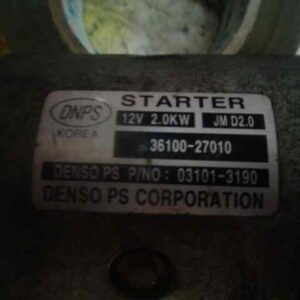 STARTER
DNPS
KOREA
12V 2.0KW JM D2.0
36100-27010
DENSO PS P/NO: 03101-3190
DENSO PS CORPORATION